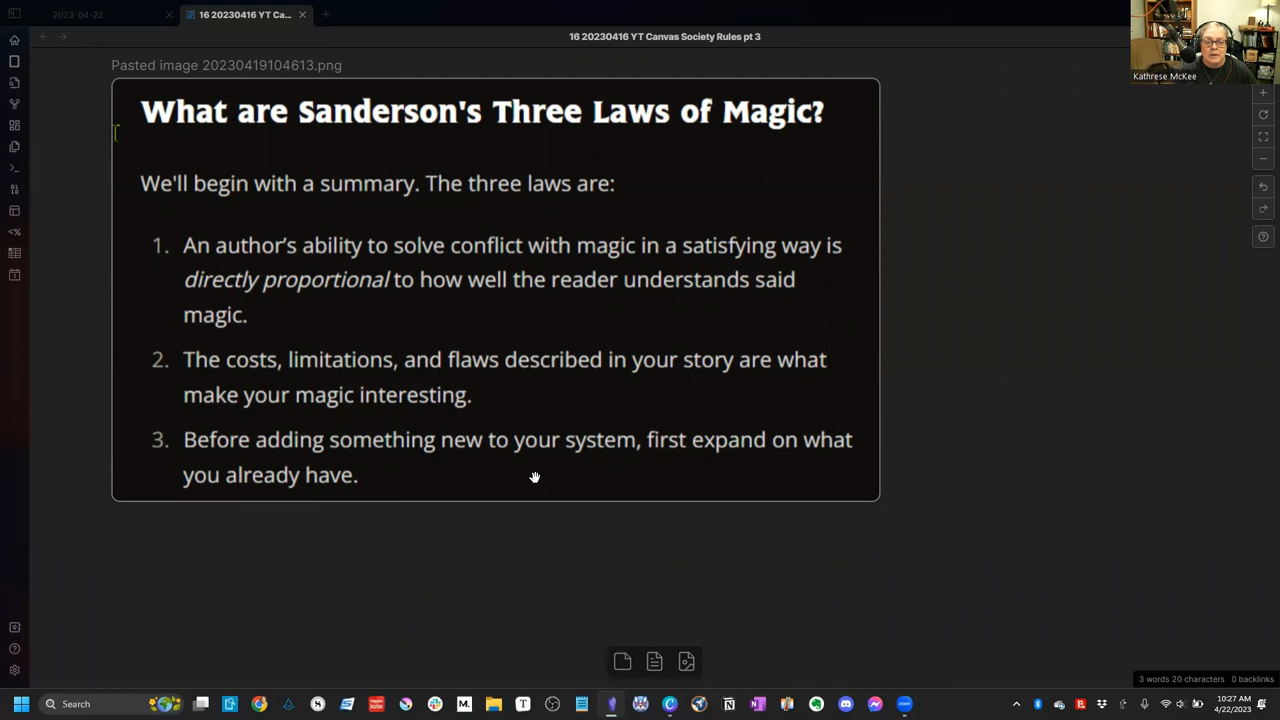 2023-04-22
16 20230416 YT Ca...
16 20230416 YT Canvas Society Rules pt 3
Kathrese McKee
Pasted image 20230419104613.png
What are Sanderson's Three Laws of Magic?
We'll begin with a summary. The three laws are:
1. An author's ability to solve conflict with magic in a satisfying way is
directly proportional to how well the reader understands said
magic.
2. The costs, limitations, and flaws described in your story are what
make your magic interesting.
3. Before adding something new to your system, first expand on what
you already have.
3 words 20 characters 0 backlinks
Search
10:27 AM
4/22/2023